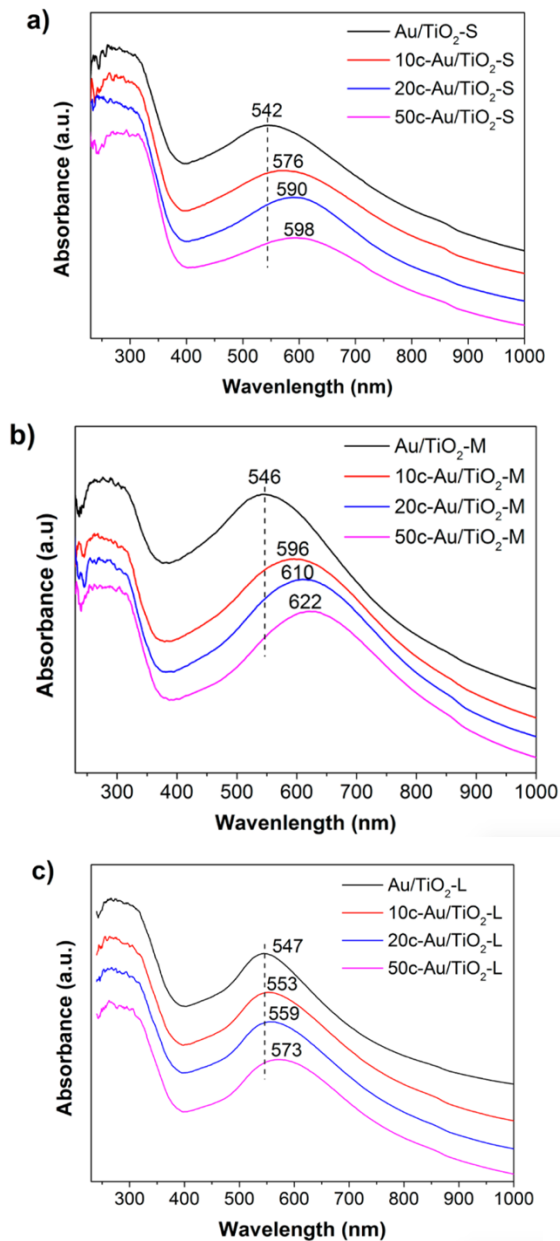 a)
Au/TiO₂-S
10c-Au/TiO₂-S
20c-Au/TiO₂-S
50c-Au/TiO₂-S
542
576
590
598
Absorbance (a.u.)
300 400 500 600 700 800 900 1000
Wavelength (nm)
b)
Au/TiO₂-M
10c-Au/TiO₂-M
20c-Au/TiO₂-M
50c-Au/TiO₂-M
546
596
610
622
Absorbance (a.u)
300 400 500 600 700 800 900 1000
Wavenlength (nm)
c)
Au/TiO₂-L
10c-Au/TiO₂-L
20c-Au/TiO₂-L
50c-Au/TiO₂-L
547
553
559
573
Absorbance (a.u.)
300 400 500 600 700 800 900 1000
Wavelength (nm)